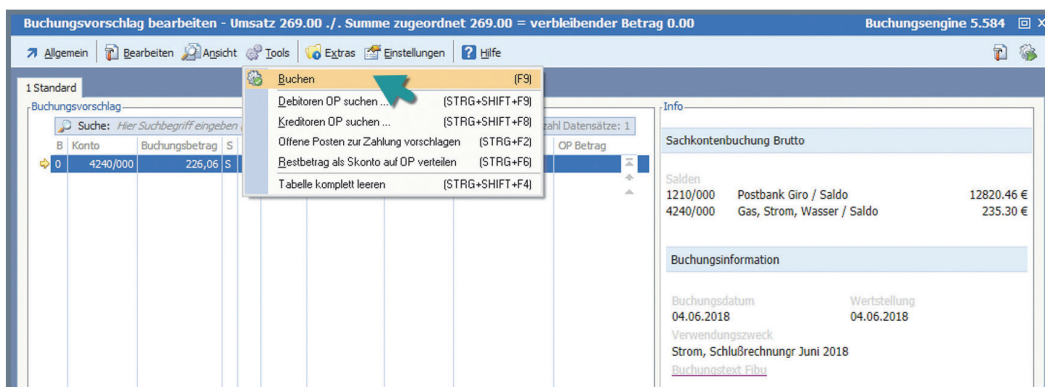 Buchungsvorschlag bearbeiten - Umsatz 269.00 ./. Summe zugeordnet 269.00 = verbleibender Betrag 0.00 Buchungsengine 5.584
Allgemein Bearbeiten Ansicht Tools Extras Einstellungen Hilfe
1 Standard
Buchungsvorschlag
Suche: Hier Suchbegriff eingeben
zahl Datensätze: 1
B Konto Buchungsbetrag S OP Betrag
0 4240/000 226,06 S
Buchen (F9)
Debitoren OP suchen ... (STRG+SHIFT+F9)
Kreditoren OP suchen ... (STRG+SHIFT+F8)
Offene Posten zur Zahlung vorschlagen (STRG+F2)
Restbetrag als Skonto auf OP verteilen (STRG+F6)
Tabelle komplett leeren (STRG+SHIFT+F4)
Info
Sachkontenbuchung Brutto
Salden
1210/000 Postbank Giro / Saldo 12820.46 €
4240/000 Gas, Strom, Wasser / Saldo 235.30 €
Buchungsinformation
Buchungsdatum Wertstellung
04.06.2018 04.06.2018
Verwendungszweck
Strom, Schlußrechnungr Juni 2018
Buchungstext Fibu